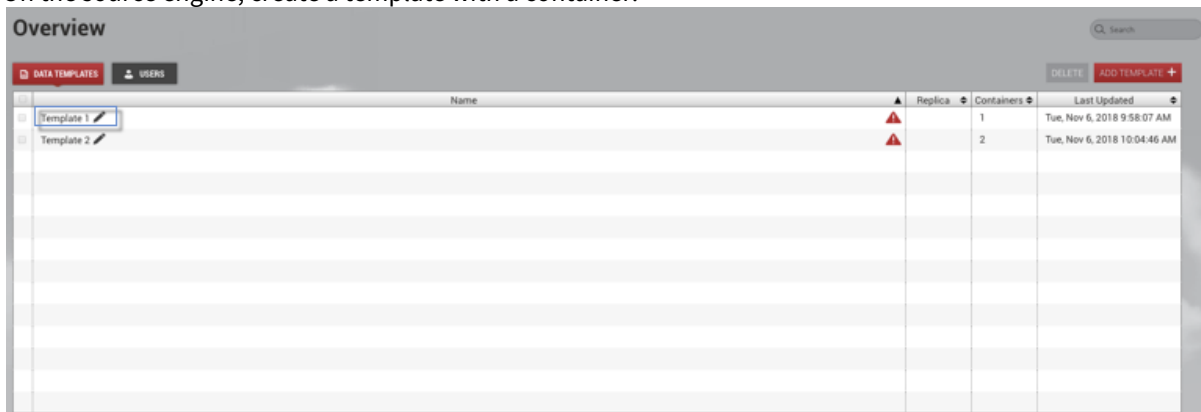 On the source engine, create a template with a container.
Overview
Search
DATA TEMPLATES USERS DELETE ADD TEMPLATE +
Name Replica Containers Last Updated
Template 1 1 Tue, Nov 6, 2018 9:58:07 AM
Template 2 2 Tue, Nov 6, 2018 10:04:46 AM